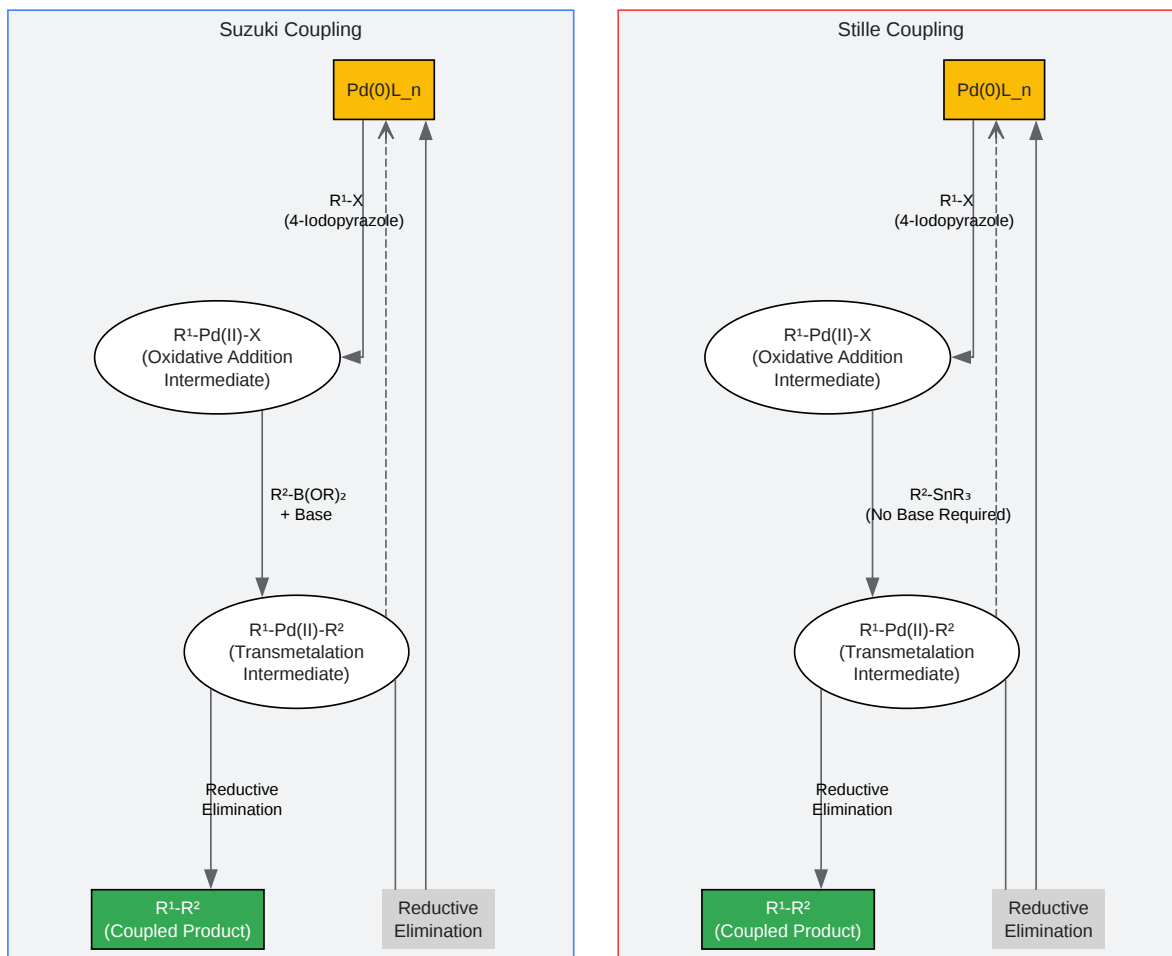 Suzuki Coupling
Pd(0)L_n
R¹-X
(4-Iodopyrazole)
R¹-Pd(II)-X
(Oxidative Addition
Intermediate)
R²-B(OR)₂
+ Base
R¹-Pd(II)-R²
(Transmetalation
Intermediate)
Reductive
Elimination
R¹-R²
(Coupled Product)
Reductive
Elimination
Stille Coupling
Pd(0)L_n
R¹-X
(4-Iodopyrazole)
R¹-Pd(II)-X
(Oxidative Addition
Intermediate)
R²-SnR₃
(No Base Required)
R¹-Pd(II)-R²
(Transmetalation
Intermediate)
Reductive
Elimination
R¹-R²
(Coupled Product)
Reductive
Elimination